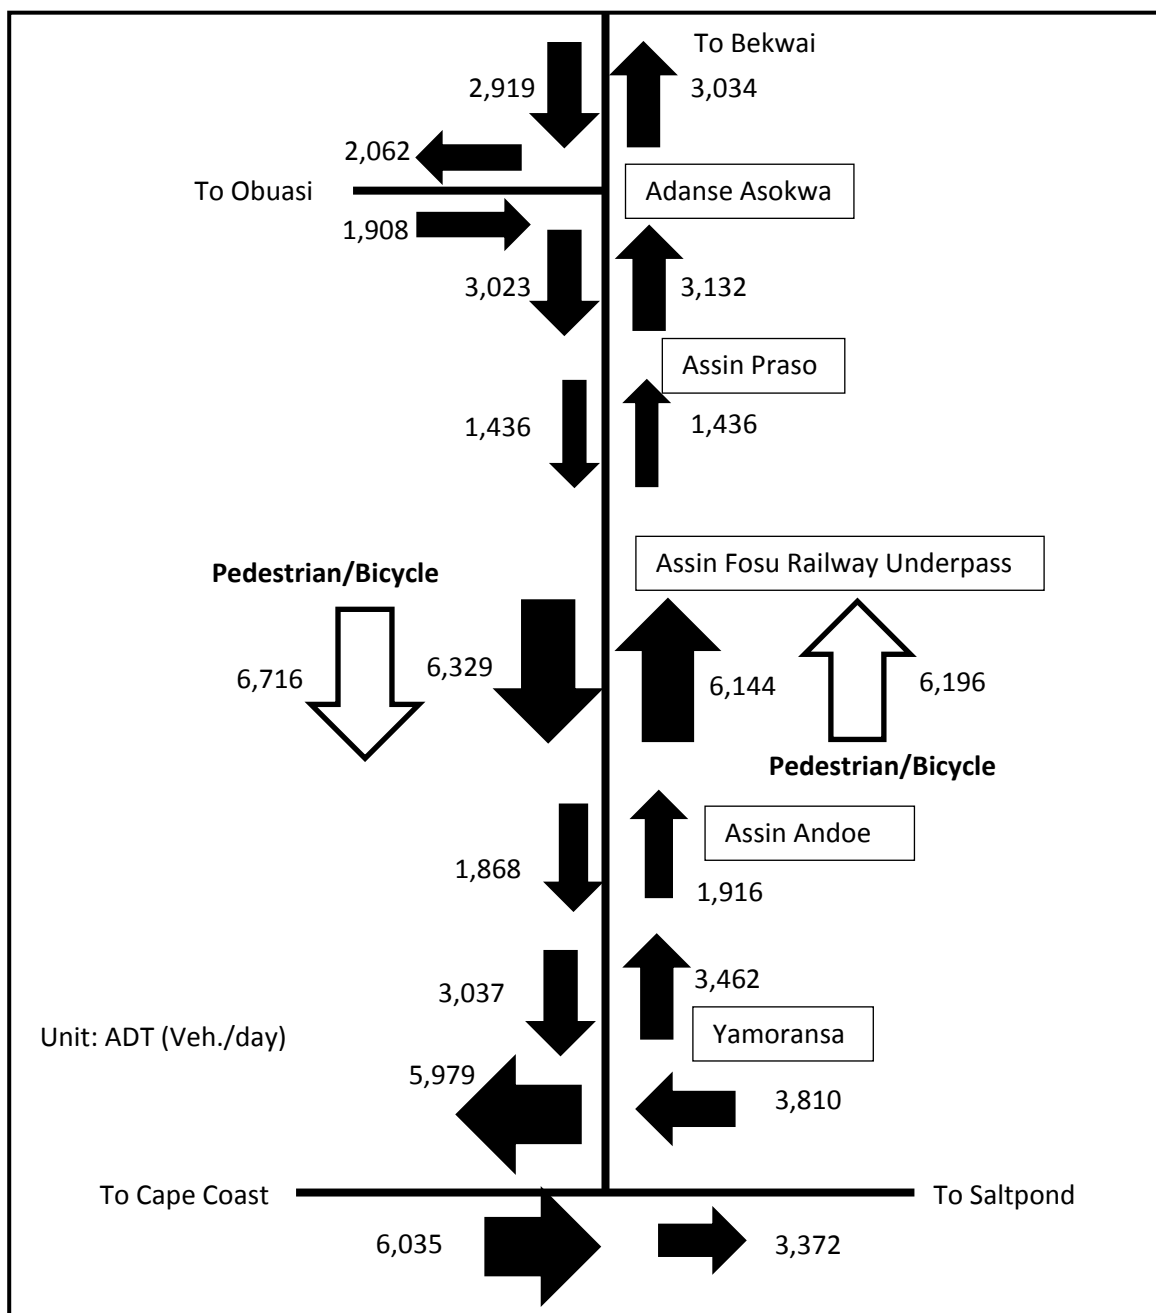 To Bekwai
2,919
3,034
2,062
To Obuasi
Adanse Asokwa
1,908
3,023
3,132
Assin Praso
1,436
1,436
Assin Fosu Railway Underpass
Pedestrian/Bicycle
6,716
6,329
6,144
6,196
Pedestrian/Bicycle
Assin Andoe
1,868
1,916
3,037
3,462
Unit: ADT (Veh./day)
Yamoransa
5,979
3,810
To Cape Coast
To Saltpond
6,035
3,372